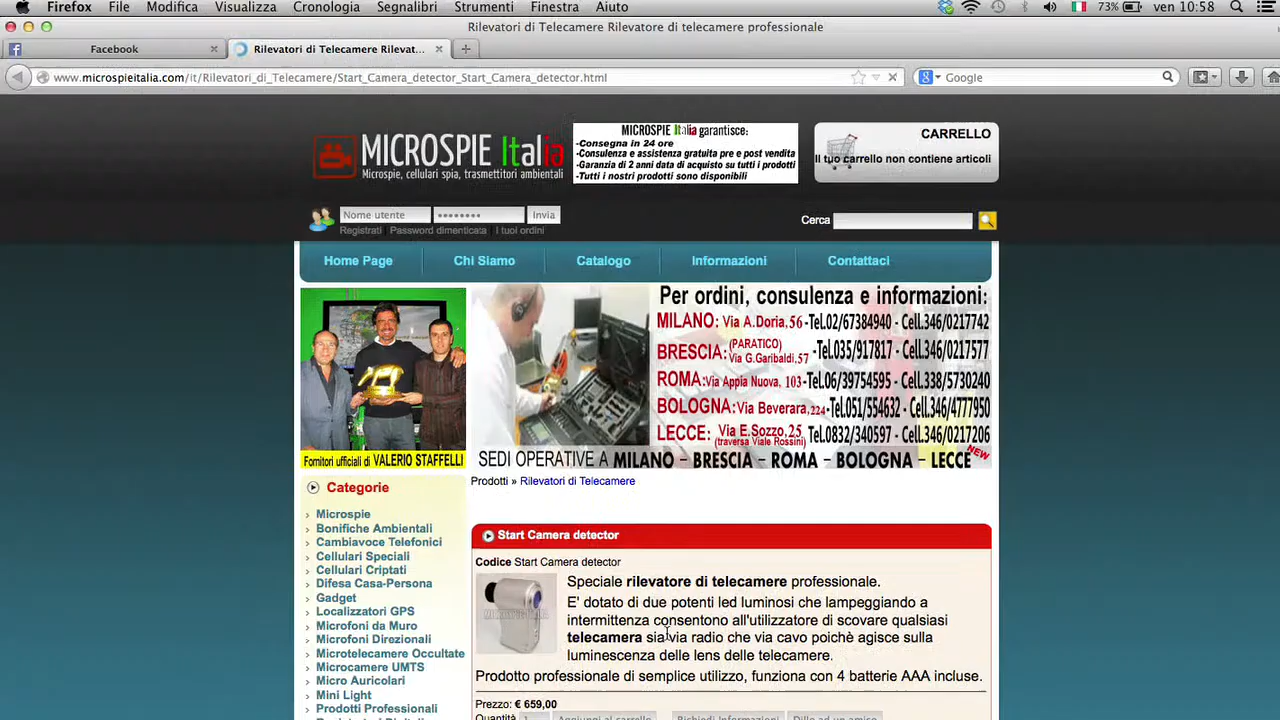 Firefox File Modifica Visualizza Cronologia Segnalibri Strumenti Finestra Aiuto 73% ven 10:58
Rilevatori di Telecamere Rilevatore di telecamere professionale
Facebook Rilevatori di Telecamere Rilevat...
www.microspieitalia.com/it/Rilevatori_di_Telecamere/Start_Camera_detector_Start_Camera_detector.html Google
MICROSPIE Italia
Microspie, cellulari spia, trasmettitori ambientali
MICROSPIE Italia garantisce:
-Consegna in 24 ore
-Consulenza e assistenza gratuita pre e post vendita
-Garanzia di 2 anni data di acquisto su tutti i prodotti
-Tutti i nostri prodotti sono disponibili
CARRELLO
Il tuo carrello non contiene articoli
Nome utente •••••••• Invia
Registrati Password dimenticata I tuoi ordini
Cerca
Home Page Chi Siamo Catalogo Informazioni Contattaci
Per ordini, consulenza e informazioni:
MILANO: Via A.Doria,56 -Tel.02/67384940 - Cell.346/0217742
BRESCIA: (PARATICO) Via G.Garibaldi,57 -Tel.035/917817 - Cell.346/0217577
ROMA: Via Appia Nuova, 103-Tel.06/39754595 - Cell.338/5730240
BOLOGNA: Via Beverara,224-Tel.051/554632 - Cell.346/4777950
LECCE: Via E.Sozzo,25 (traversa Viale Rossini) Tel.0832/340597 - Cell.346/0217206
NEW
SEDI OPERATIVE A MILANO – BRESCIA – ROMA – BOLOGNA – LECCE
Fornitori ufficiali di VALERIO STAFFELLI
Prodotti » Rilevatori di Telecamere
Categorie
Microspie
Bonifiche Ambientali
Cambiavoce Telefonici
Cellulari Speciali
Cellulari Criptati
Difesa Casa-Persona
Gadget
Localizzatori GPS
Microfoni da Muro
Microfoni Direzionali
Microtelecamere Occultate
Microcamere UMTS
Micro Auricolari
Mini Light
Prodotti Professionali
Start Camera detector
Codice Start Camera detector
Speciale rilevatore di telecamere professionale.
E' dotato di due potenti led luminosi che lampeggiando a
intermittenza consentono all'utilizzatore di scovare qualsiasi
telecamera sia via radio che via cavo poichè agisce sulla
luminescenza delle lens delle telecamere.
Prodotto professionale di semplice utilizzo, funziona con 4 batterie AAA incluse.
Prezzo: € 659,00
Quantità 1 Aggiungi al carrello Richiedi Informazioni Dillo ad un amico